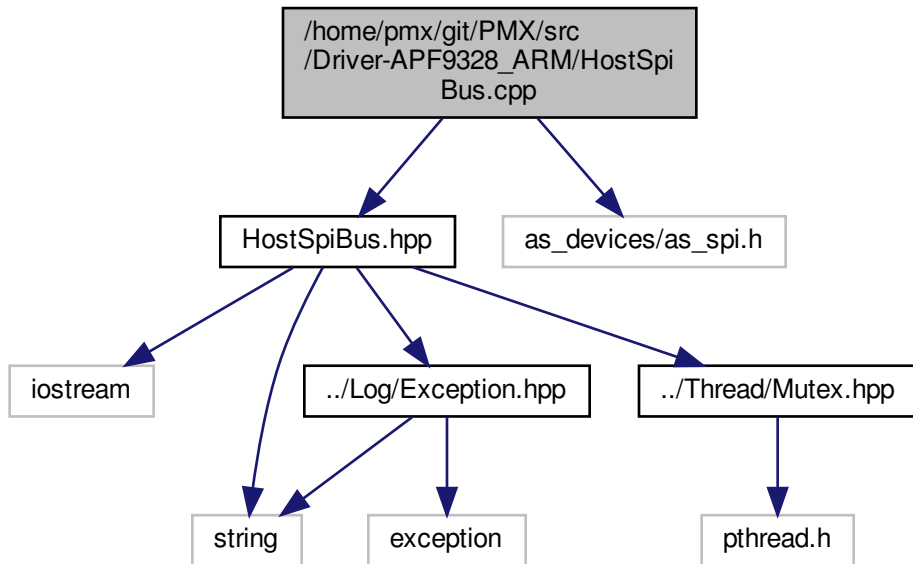 /home/pmx/git/PMX/src
/Driver-APF9328_ARM/HostSpi
Bus.cpp
HostSpiBus.hpp
as_devices/as_spi.h
iostream
../Log/Exception.hpp
../Thread/Mutex.hpp
string
exception
pthread.h